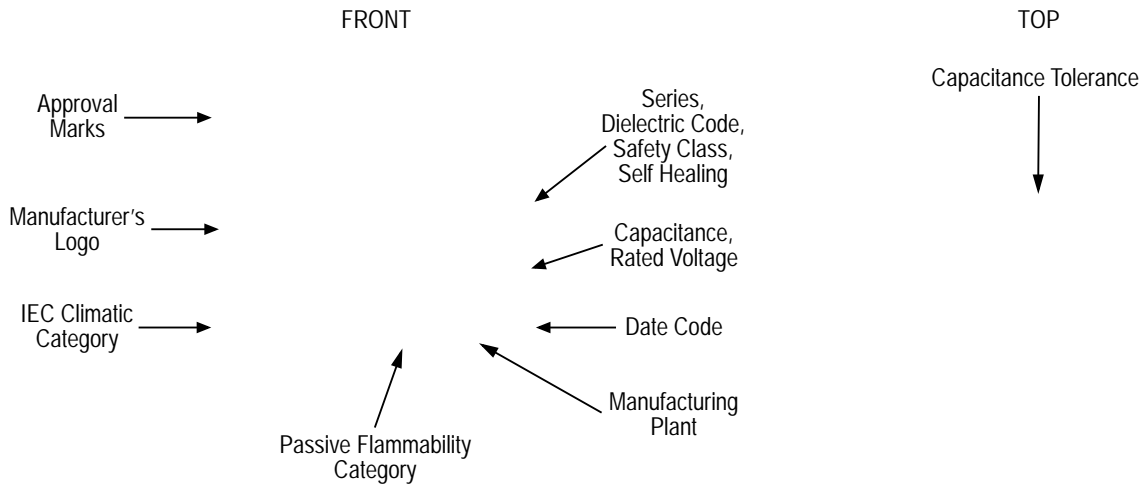 FRONT
TOP
Capacitance Tolerance
Approval
Marks
Series,
Dielectric Code,
Safety Class,
Self Healing
Manufacturer's
Logo
Capacitance,
Rated Voltage
IEC Climatic
Category
Date Code
Manufacturing
Plant
Passive Flammability
Category